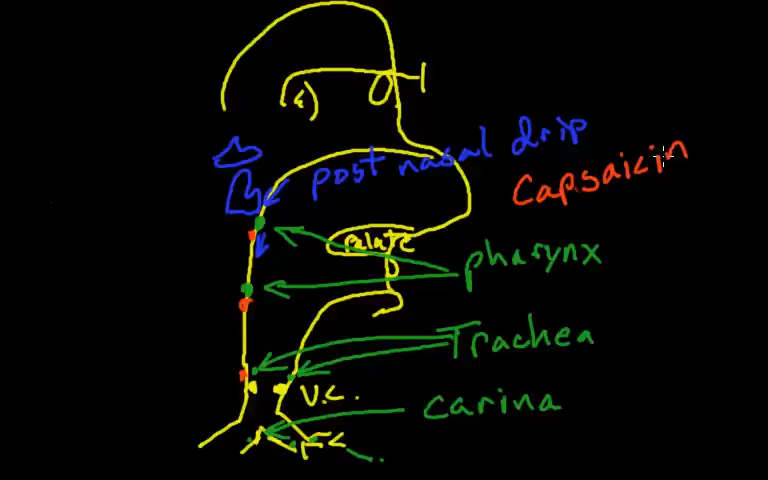 post nasal drip
Capsaicin
palate
pharynx
Trachea
V.C.
carina